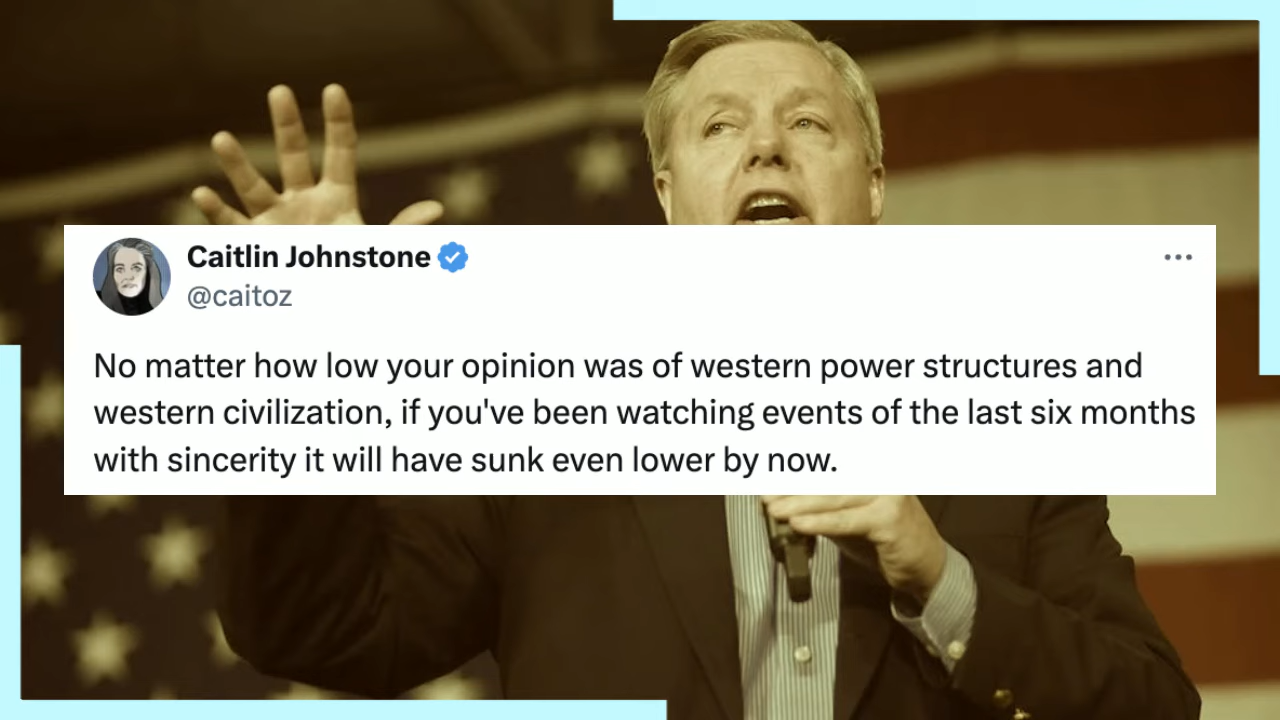 Caitlin Johnstone
@caitoz
No matter how low your opinion was of western power structures and
western civilization, if you've been watching events of the last six months
with sincerity it will have sunk even lower by now.